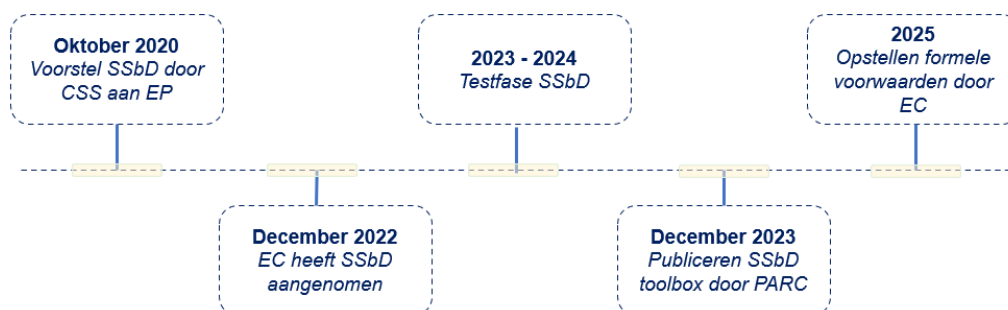 Oktober 2020
Voorstel SSbD door
CSS aan EP
December 2022
EC heeft SSbD
aangenomen
2023 - 2024
Testfase SSbD
December 2023
Publiceren SSbD
toolbox door PARC
2025
Opstellen formele
voorwaarden door
EC